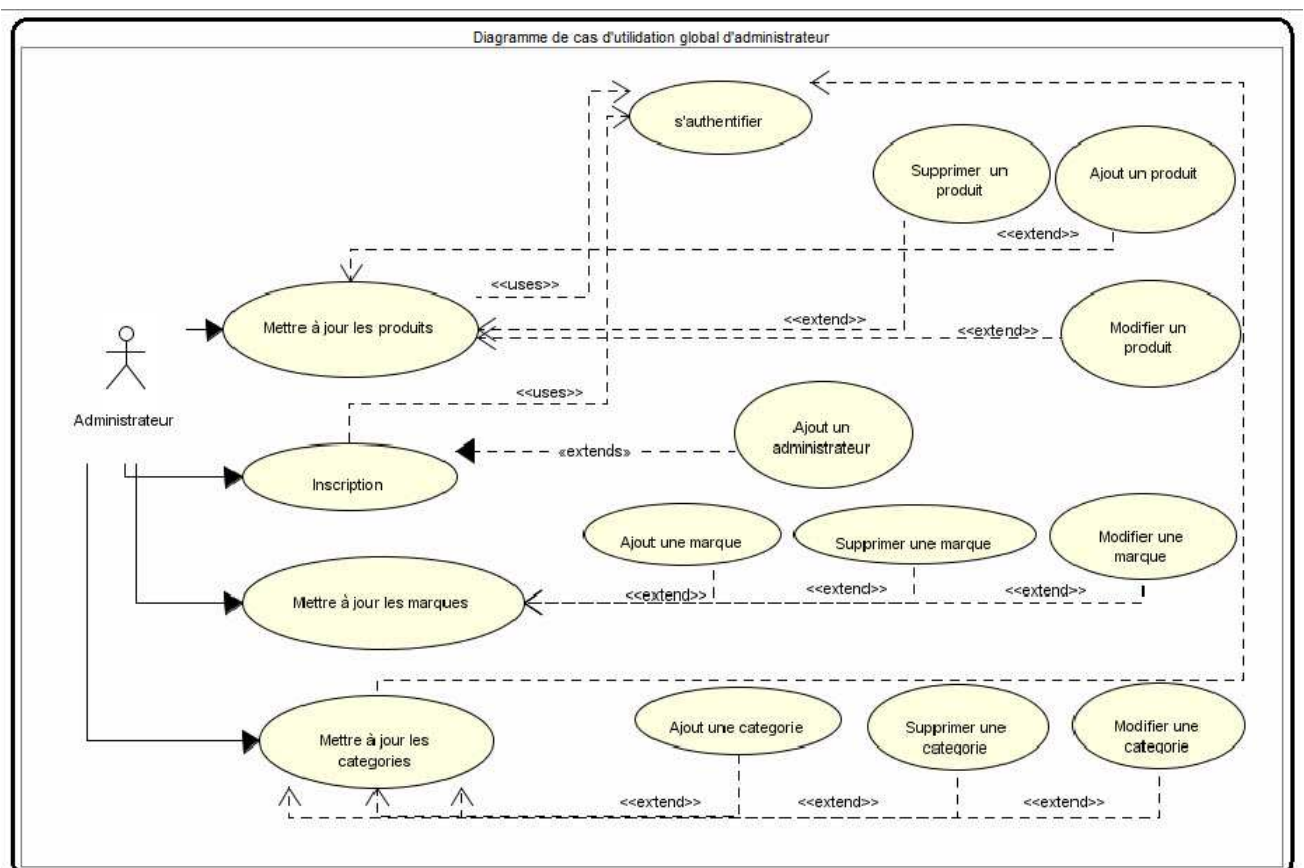 Diagramme de cas d'utilidation global d'administrateur
s'authentifier
Supprimer un
produit
Ajout un produit
<<extend>>
<<uses>>
Mettre à jour les produits
<<extend>>
<<extend>>
Modifier un
produit
Administrateur
<<uses>>
Ajout un
administrateur
«extends»
Inscription
Ajout une marque
Supprimer une marque
Modifier une
marque
Mettre à jour les marques
<<extend>>
<<extend>>
<<extend>>
Mettre à jour les
categories
Ajout une categorie
Supprimer une
categorie
Modifier une
categorie
<<extend>>
<<extend>>
<<extend>>